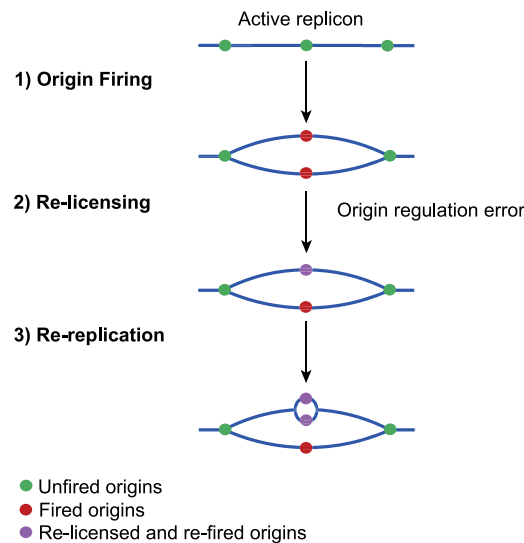 Active replicon
1) Origin Firing
2) Re-licensing
Origin regulation error
3) Re-replication
Unfired origins
Fired origins
Re-licensed and re-fired origins